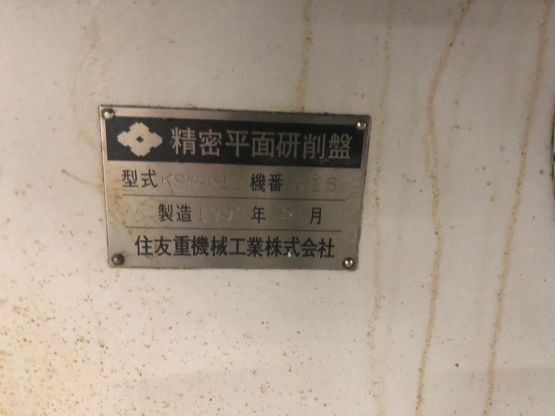 精密平面研削盤
型式 機番
製造 年 月
住友重機械工業株式会社